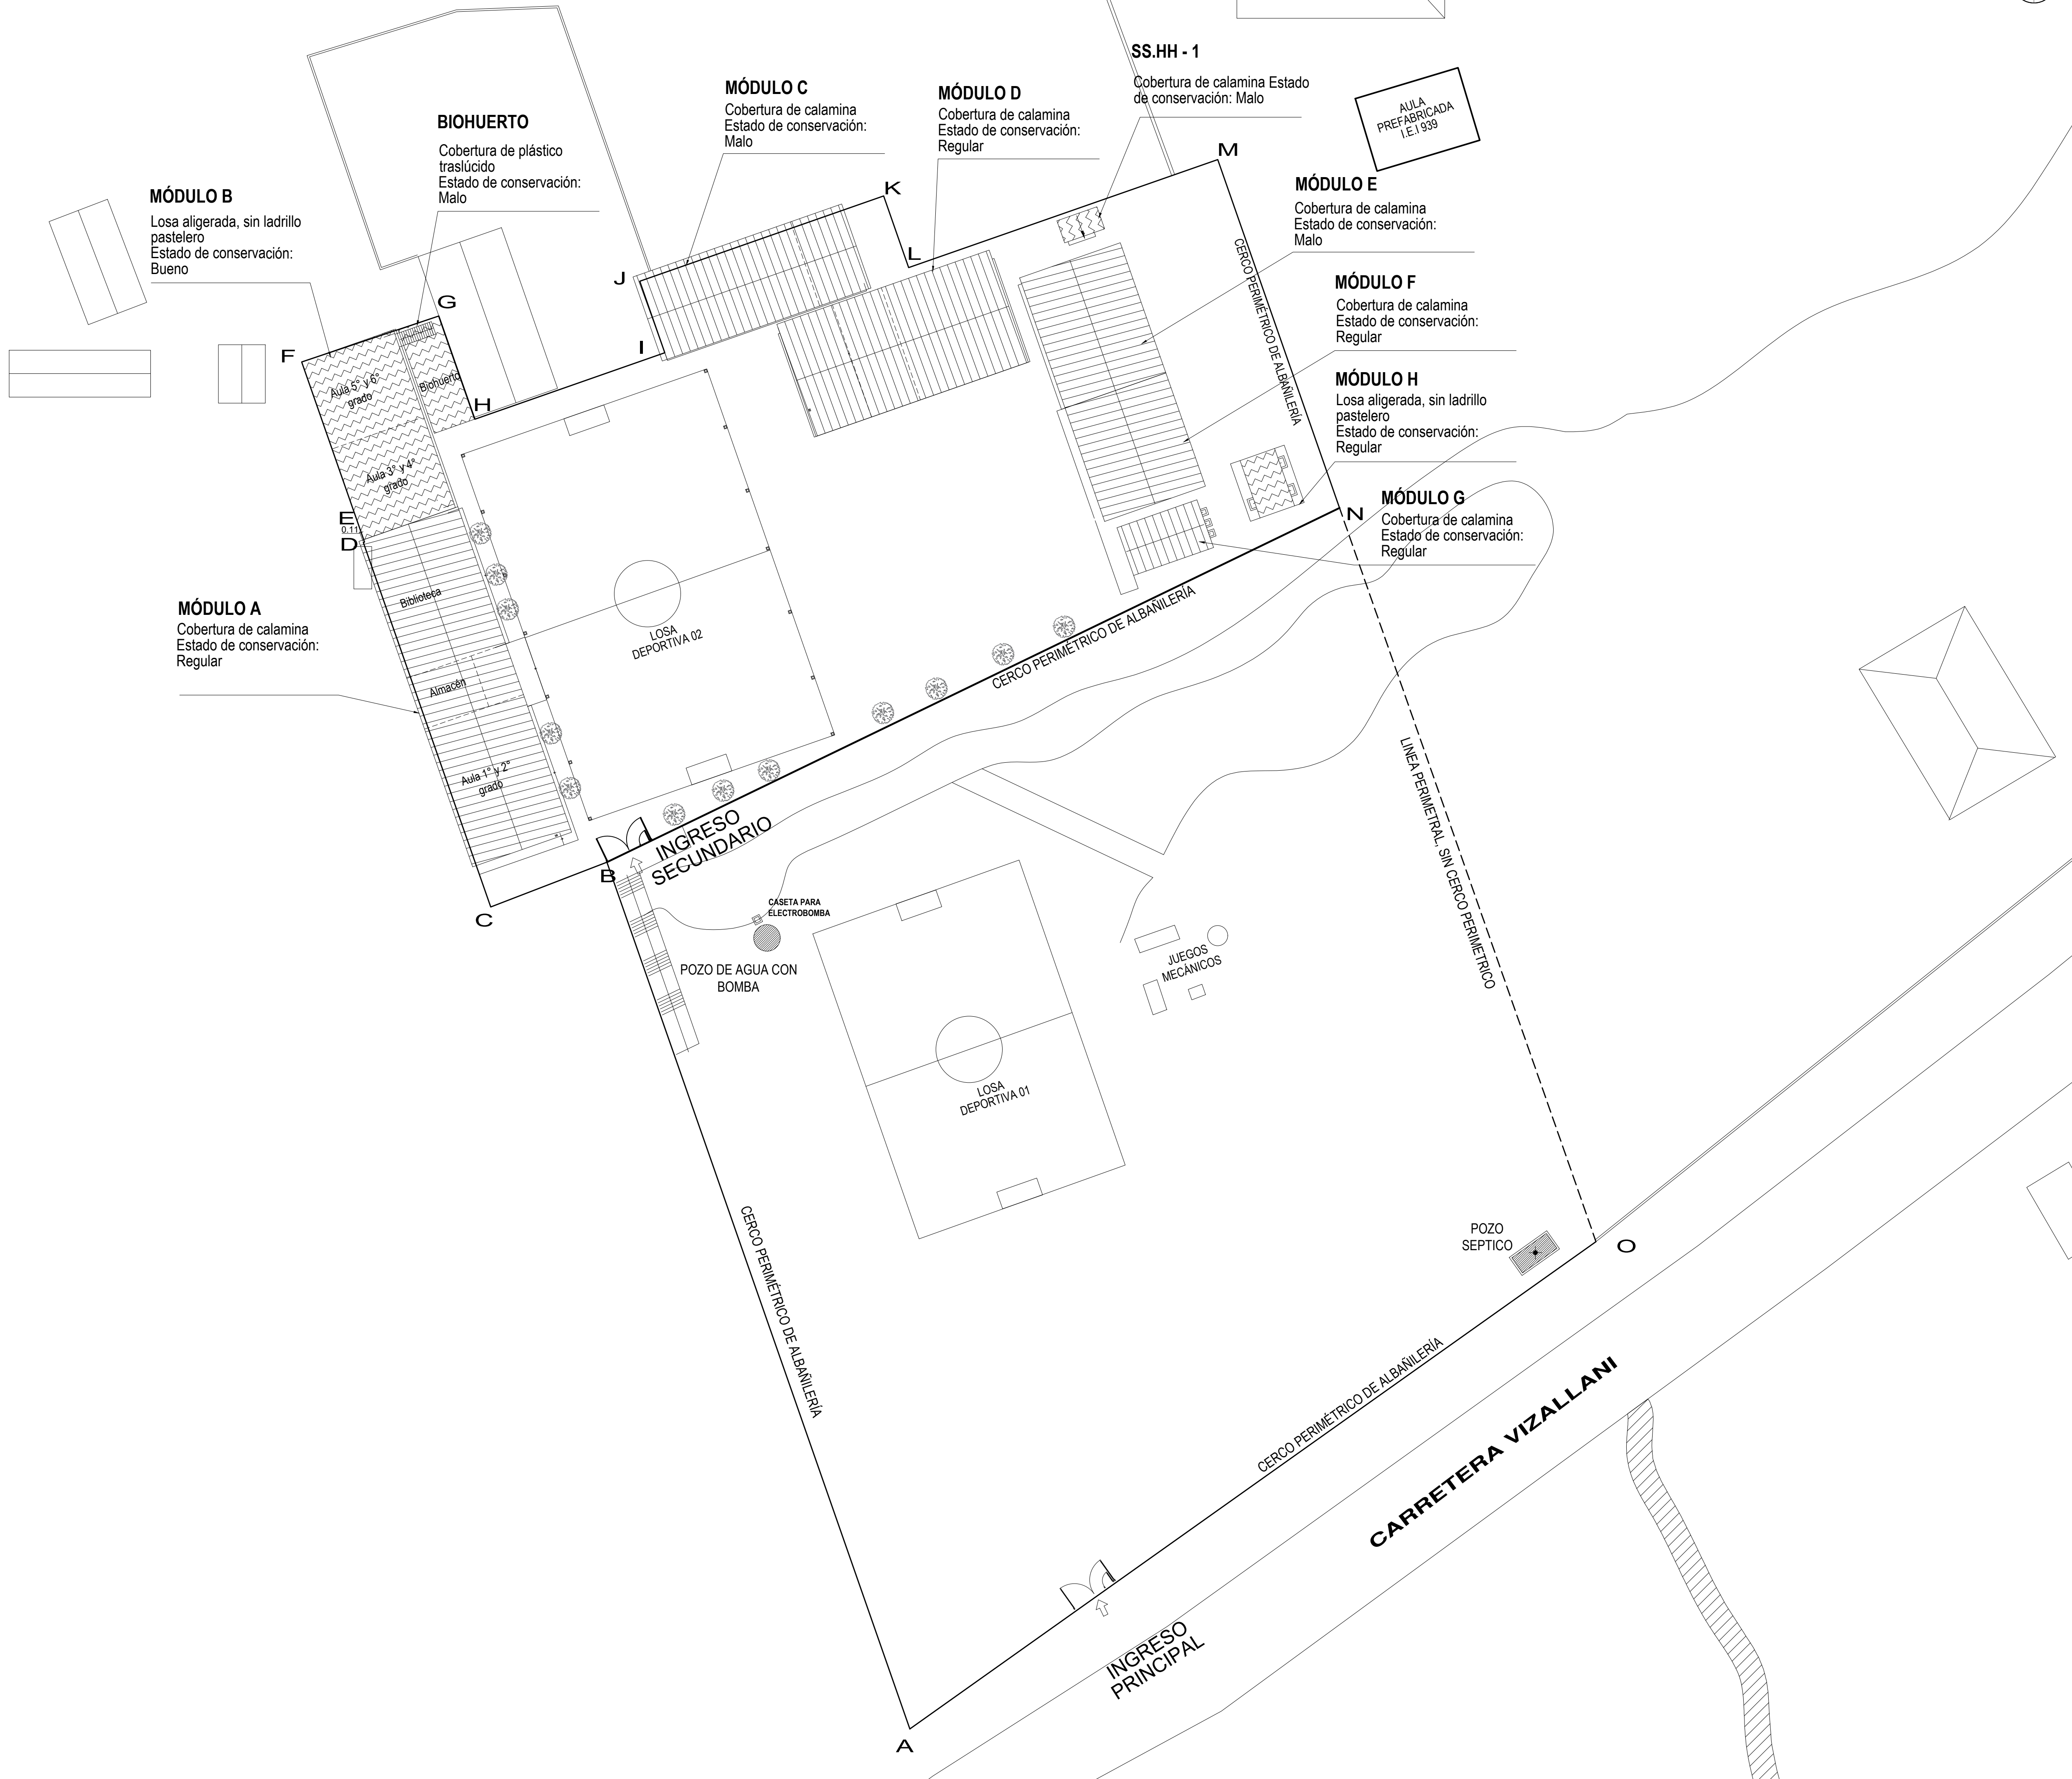 SS.HH - 1
Cobertura de calamina Estado
de conservación: Malo
MÓDULO C
Cobertura de calamina
Estado de conservación:
Malo
MÓDULO D
Cobertura de calamina
Estado de conservación:
Regular
AULA
PREFABRICADA
I.E.I 939
BIOHUERTO
Cobertura de plástico
traslúcido
Estado de conservación:
Malo
MÓDULO B
Losa aligerada, sin ladrillo
pastelero
Estado de conservación:
Bueno
MÓDULO E
Cobertura de calamina
Estado de conservación:
Malo
MÓDULO F
Cobertura de calamina
Estado de conservación:
Regular
MÓDULO H
Losa aligerada, sin ladrillo
pastelero
Estado de conservación:
Regular
MÓDULO G
Cobertura de calamina
Estado de conservación:
Regular
M
K
L
J
G
I
F
H
CERCO PERIMÉTRICO DE ALBAÑILERÍA
Aula 5° y 6°
grado
Biohuerto
Aula 3° y 4°
grado
E
0.11
D
N
MÓDULO A
Cobertura de calamina
Estado de conservación:
Regular
Biblioteca
Almacén
Aula 1° y 2°
grado
LOSA
DEPORTIVA 02
CERCO PERIMÉTRICO DE ALBAÑILERÍA
LINEA PERIMETRAL, SIN CERCO PERIMETRICO
INGRESO
SECUNDARIO
B
C
CASETA PARA
ELECTROBOMBA
POZO DE AGUA CON
BOMBA
JUEGOS
MECÁNICOS
LOSA
DEPORTIVA 01
CERCO PERIMÉTRICO DE ALBAÑILERÍA
POZO
SEPTICO
O
CERCO PERIMÉTRICO DE ALBAÑILERÍA
CARRETERA VIZALLANI
INGRESO
PRINCIPAL
A